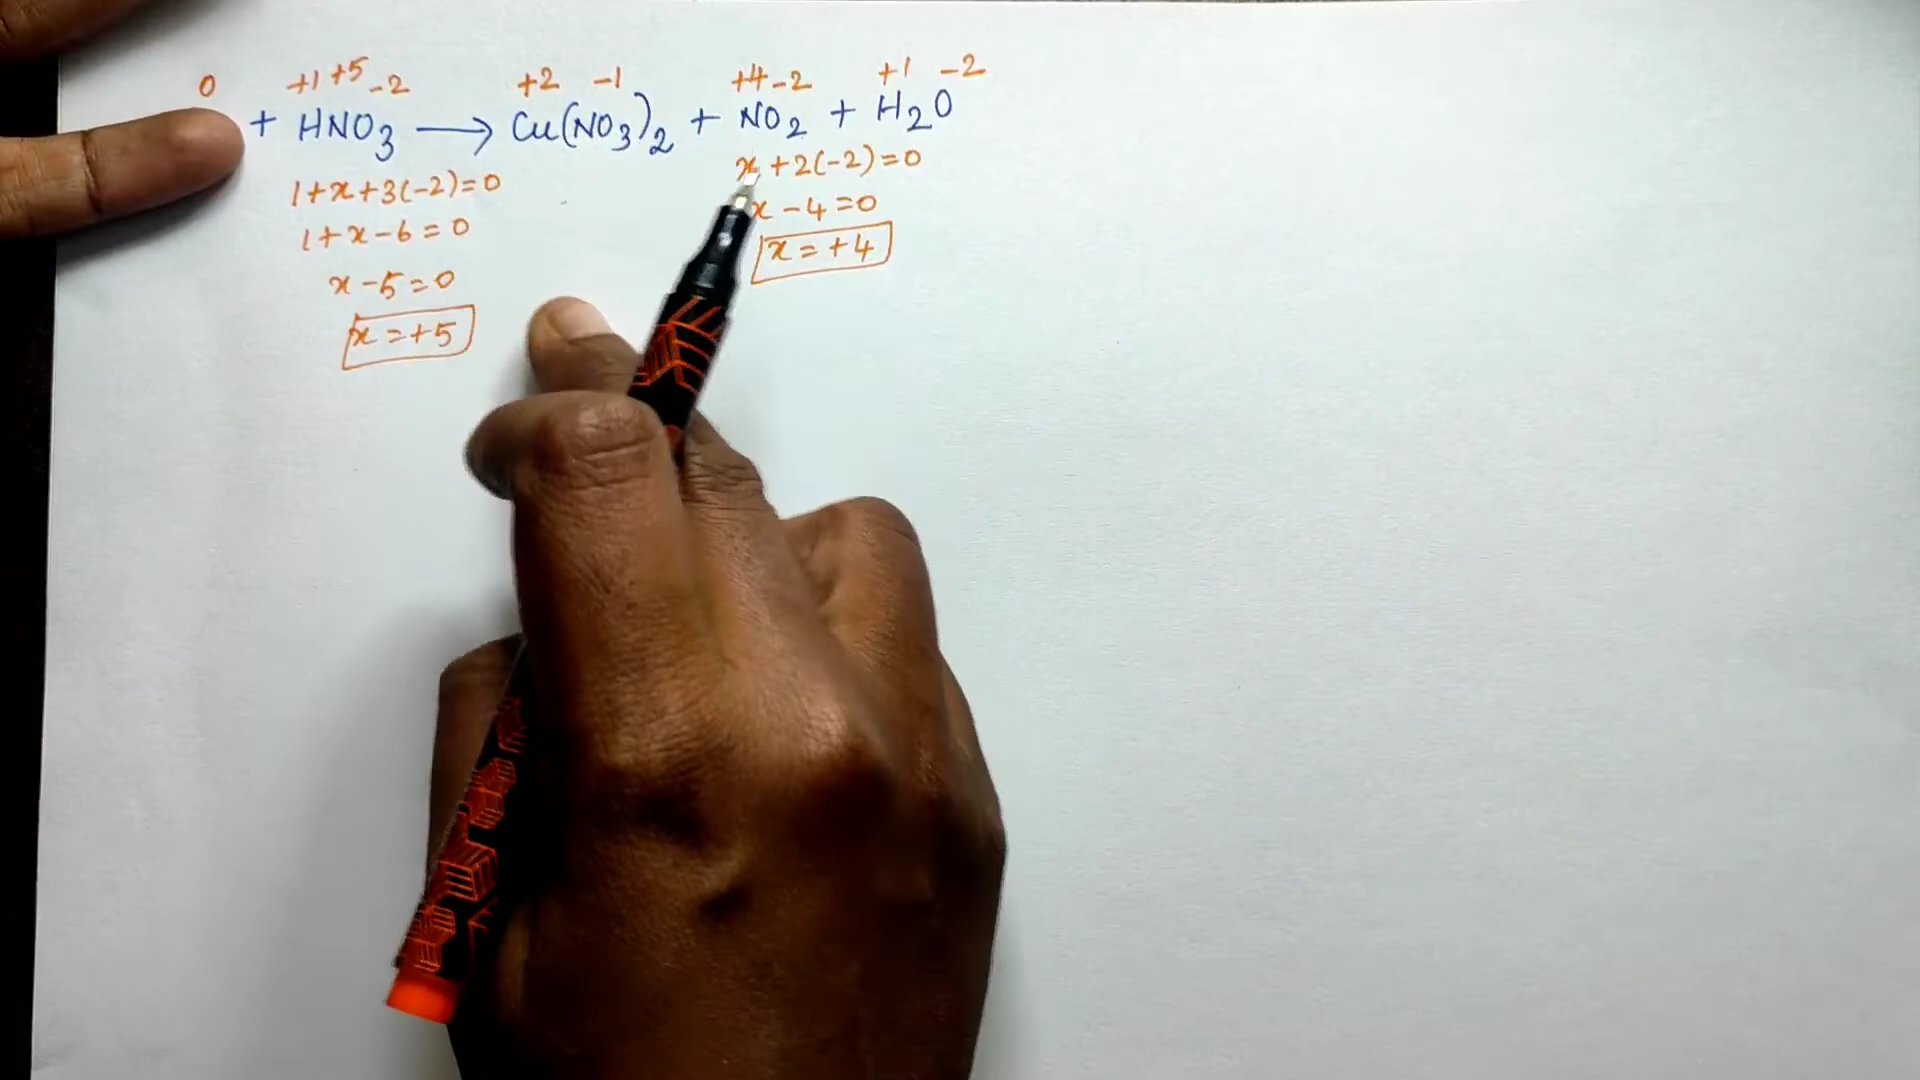 0 +1 +5 -2 +2 -1 +4 -2 +1 -2
+ HNO3 ⟶ Cu(NO3)2 + NO2 + H2O
1+x+3(-2)=0
1+x-6=0
x-5=0
x=+5
x+2(-2)=0
x-4=0
x=+4